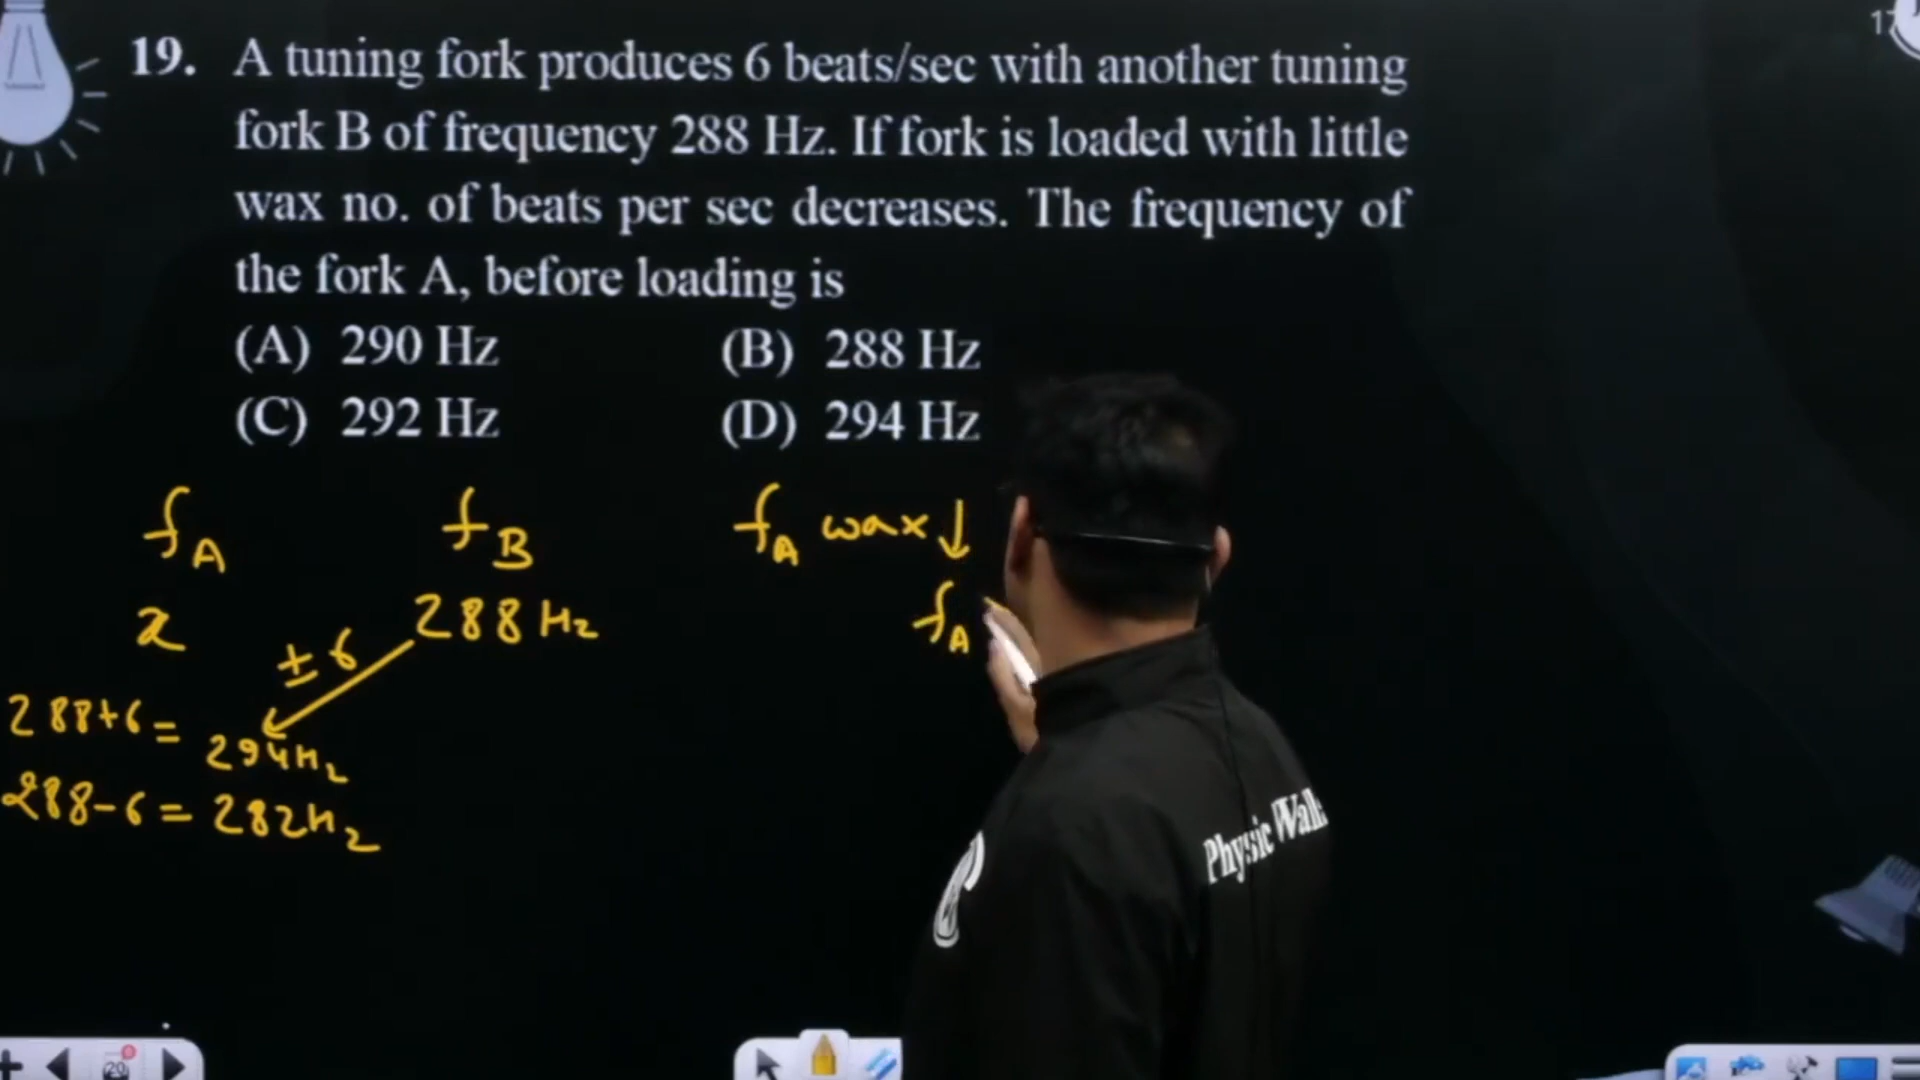 19. A tuning fork produces 6 beats/sec with another tuning
fork B of frequency 288 Hz. If fork is loaded with little
wax no. of beats per sec decreases. The frequency of
the fork A, before loading is
(A) 290 Hz (B) 288 Hz
(C) 292 Hz (D) 294 Hz
fA fB fA wax ↓
x 288 Hz fA
± 6
288+6 = 294Hz
288-6 = 282Hz
Physic Wall
20